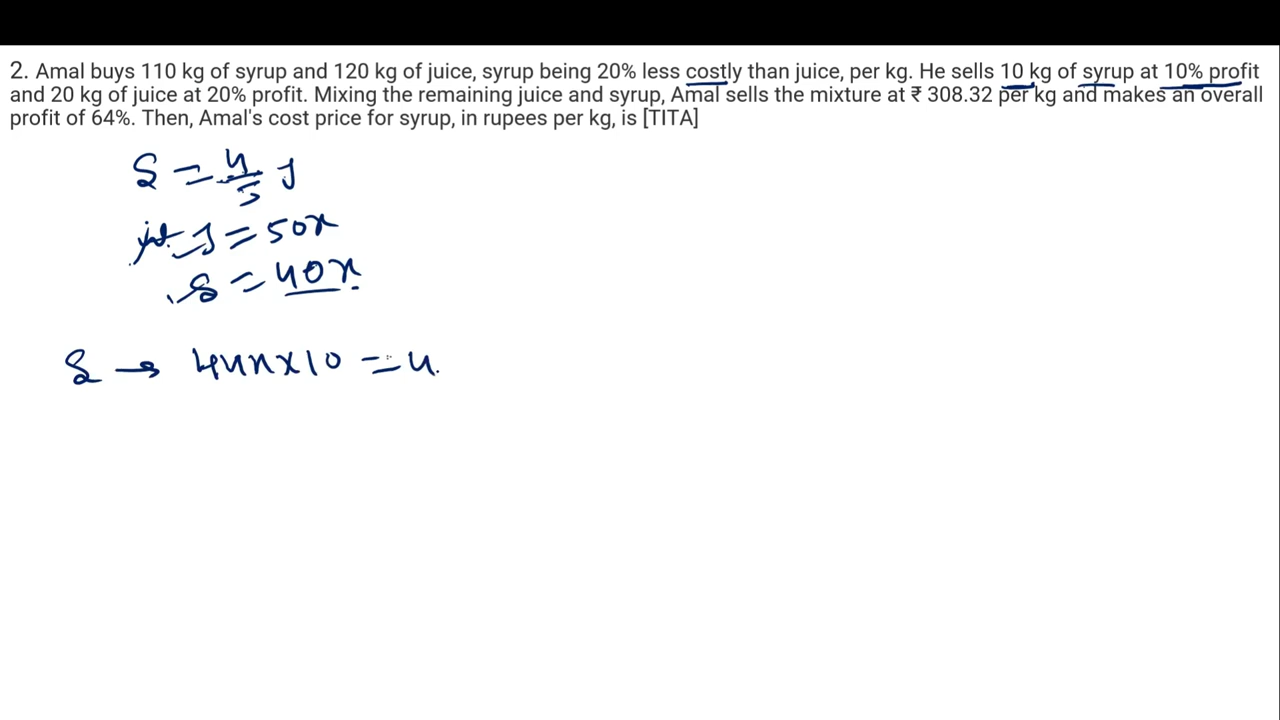 2. Amal buys 110 kg of syrup and 120 kg of juice, syrup being 20% less costly than juice, per kg. He sells 10 kg of syrup at 10% profit
and 20 kg of juice at 20% profit. Mixing the remaining juice and syrup, Amal sells the mixture at ₹ 308.32 per kg and makes an overall
profit of 64%. Then, Amal's cost price for syrup, in rupees per kg, is [TITA]
S = 4/5 J
J = 50x
S = 40x
S → 44x × 10 = 4